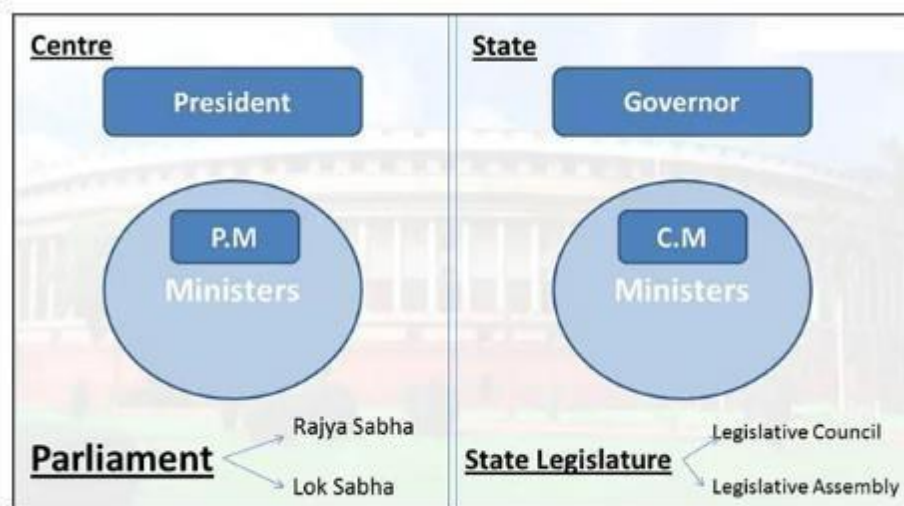 Centre
President
P.M
Ministers
Parliament
Rajya Sabha
Lok Sabha
State
Governor
C.M
Ministers
State Legislature
Legislative Council
Legislative Assembly